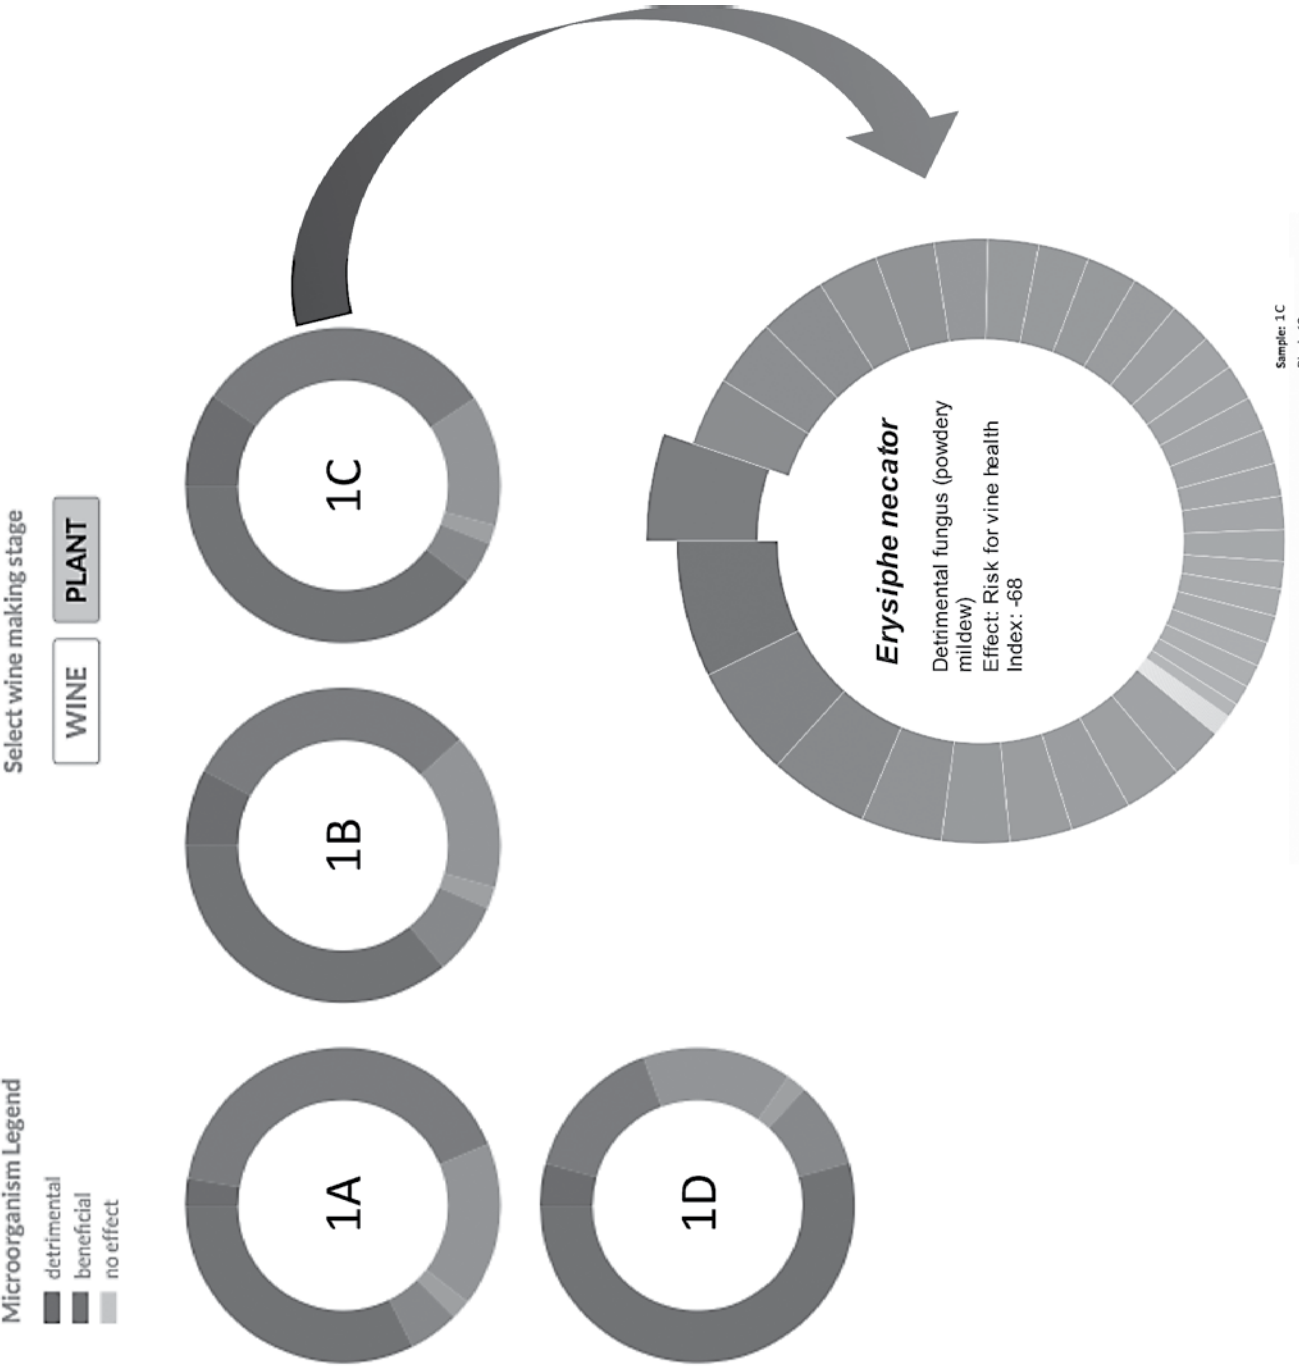 Microorganism Legend
detrimental
beneficial
no effect
Select wine making stage
WINE
PLANT
1A
1B
1C
1D
Erysiphe necator
Detrimental fungus (powdery
mildew)
Effect: Risk for vine health
Index: -68
Sample: 1C